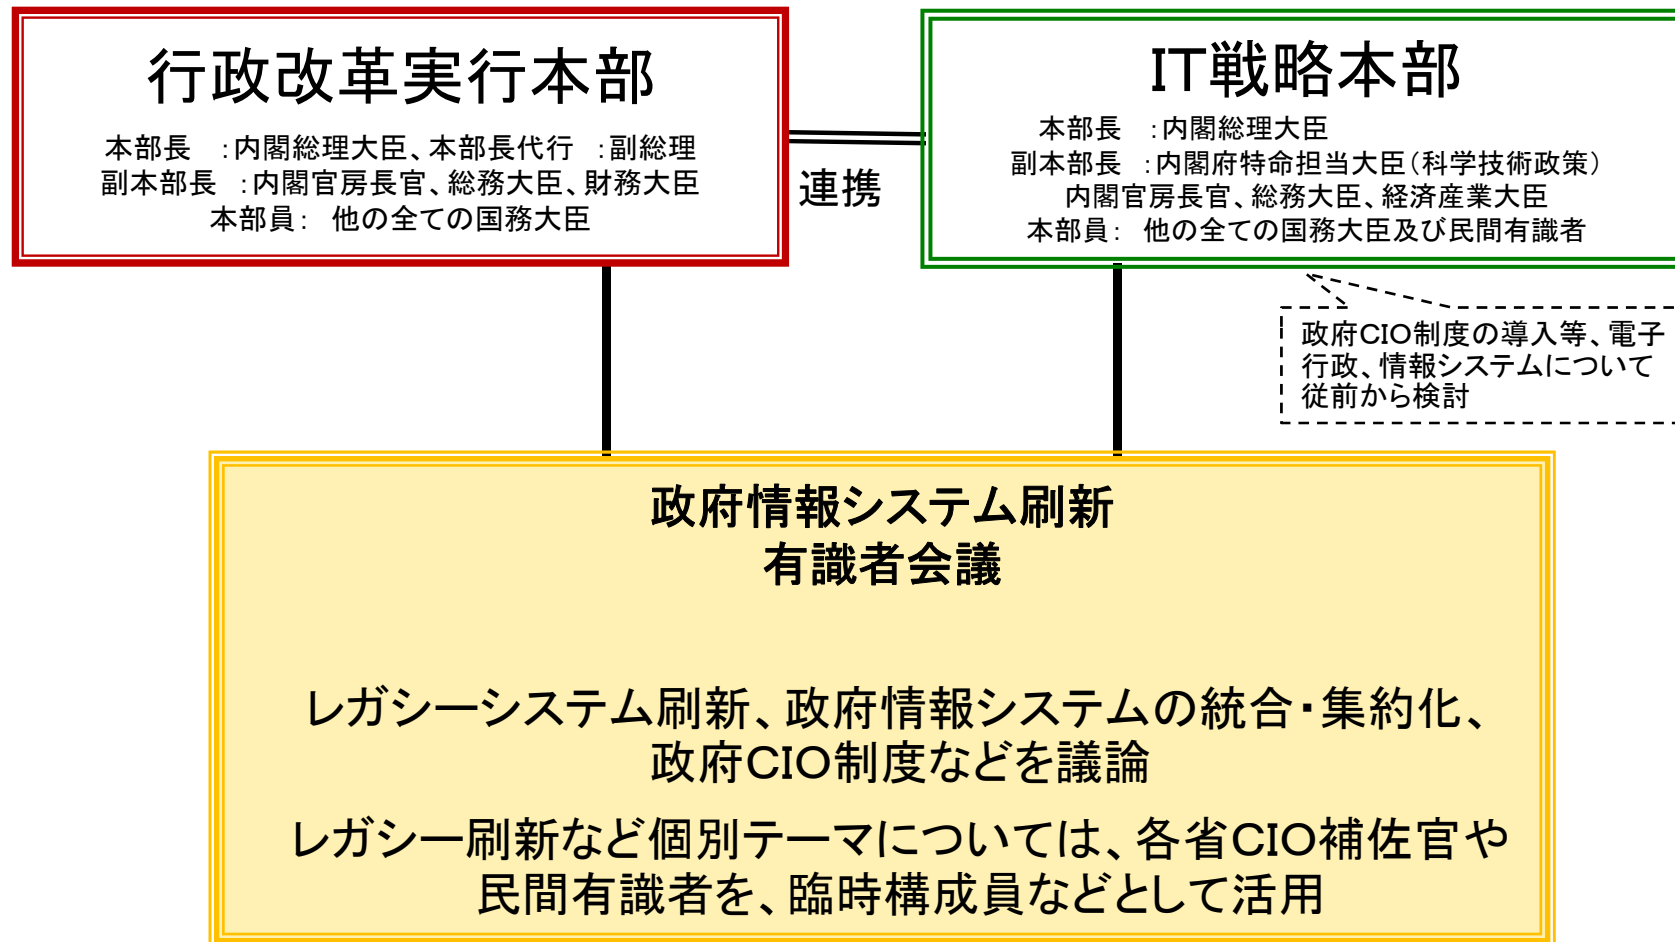 行政改革実行本部
本部長　：内閣総理大臣、本部長代行　：副総理
副本部長　：内閣官房長官、総務大臣、財務大臣
本部員：　他の全ての国務大臣
連携
IT戦略本部
本部長　：内閣総理大臣
副本部長　：内閣府特命担当大臣（科学技術政策）
内閣官房長官、総務大臣、経済産業大臣
本部員：　他の全ての国務大臣及び民間有識者
政府CIO制度の導入等、電子
行政、情報システムについて
従前から検討
政府情報システム刷新
有識者会議
レガシーシステム刷新、政府情報システムの統合・集約化、
政府CIO制度などを議論
レガシー刷新など個別テーマについては、各省CIO補佐官や
民間有識者を、臨時構成員などとして活用